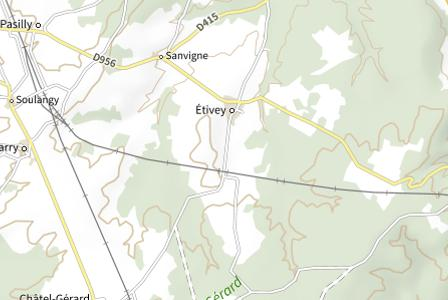 Pasilly
D415
D956
Sanvigne
Soulangy
Étivey
arry
Châtel-Gérard
Gérard